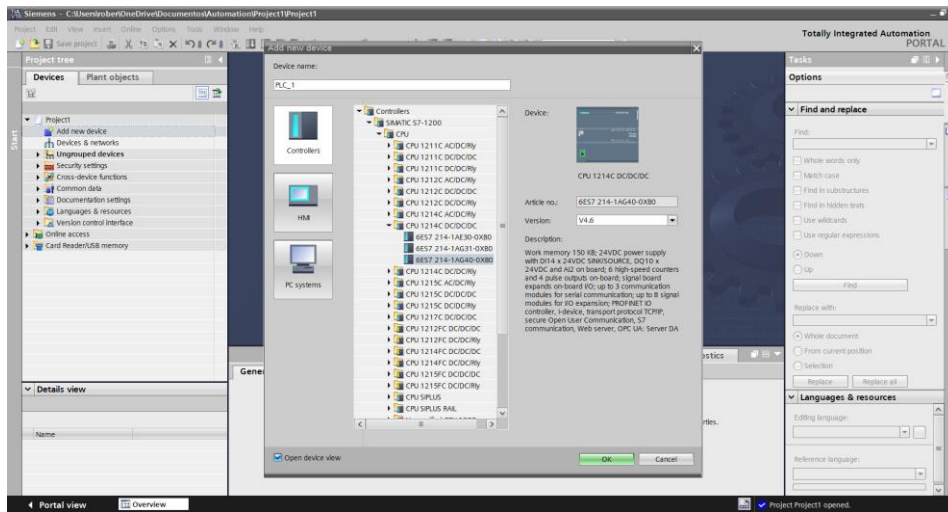 Siemens - C:\Users\rober\OneDrive\Documentos\Automation\Project1\Project1
Project Edit View Insert Online Options Tools Window Help
Save project
Totally Integrated Automation
PORTAL
Project tree
Devices Plant objects
Start
Project1
Add new device
Devices & networks
Ungrouped devices
Security settings
Cross-device functions
Common data
Documentation settings
Languages & resources
Version control interface
Online access
Card Reader/USB memory
Details view
Name
Add new device
Device name:
PLC_1
Controllers
HMI
PC systems
Controllers
SIMATIC S7-1200
CPU
CPU 1211C AC/DC/Rly
CPU 1211C DC/DC/DC
CPU 1211C DC/DC/Rly
CPU 1212C AC/DC/Rly
CPU 1212C DC/DC/DC
CPU 1212C DC/DC/Rly
CPU 1214C AC/DC/Rly
CPU 1214C DC/DC/DC
6ES7 214-1AE30-0XB0
6ES7 214-1AG31-0XB0
6ES7 214-1AG40-0XB0
CPU 1214C DC/DC/Rly
CPU 1215C AC/DC/Rly
CPU 1215C DC/DC/DC
CPU 1215C DC/DC/Rly
CPU 1217C DC/DC/DC
CPU 1212FC DC/DC/DC
CPU 1212FC DC/DC/Rly
CPU 1214FC DC/DC/DC
CPU 1214FC DC/DC/Rly
CPU 1215FC DC/DC/DC
CPU 1215FC DC/DC/Rly
CPU SIPLUS
CPU SIPLUS RAIL
Device:
CPU 1214C DC/DC/DC
Article no.: 6ES7 214-1AG40-0XB0
Version: V4.6
Description:
Work memory 150 KB; 24VDC power supply
with DI14 x 24VDC SINK/SOURCE, DQ10 x
24VDC and AI2 on-board; 6 high-speed counters
and 4 pulse outputs on-board; signal board
expands on-board I/O; up to 3 communication
modules for serial communication; up to 8 signal
modules for I/O expansion; PROFINET IO
controller, i-device, transport protocol TCP/IP,
secure Open User Communication, S7
communication, Web server, OPC UA: Server DA
Open device view
OK Cancel
Gene
ostics
rties.
Tasks
Options
Find and replace
Find:
Whole words only
Match case
Find in substructures
Find in hidden texts
Use wildcards
Use regular expressions
Down
Up
Find
Replace with:
Whole document
From current position
Selection
Replace Replace all
Languages & resources
Editing language:
Reference language:
Portal view Overview
Project Project1 opened.